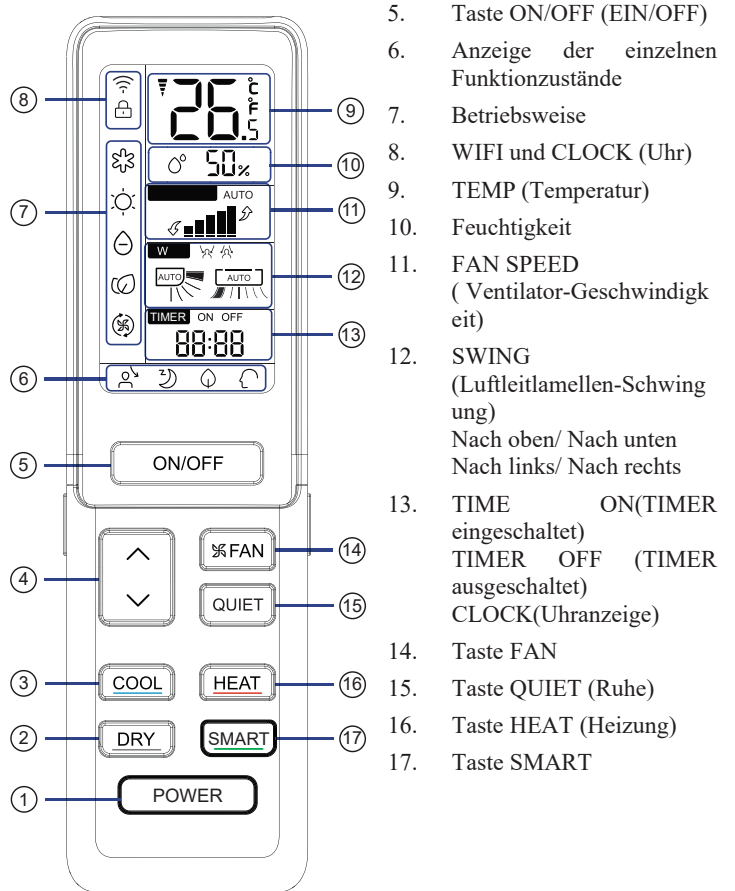 8
7
6
5
4
3
2
1
9
10
11
12
13
14
15
16
17
26.5
°C
°F
50%
AUTO
W
AUTO
AUTO
TIMER ON OFF
88:88
ON/OFF
FAN
QUIET
COOL
HEAT
DRY
SMART
POWER
5. Taste ON/OFF (EIN/OFF)
6. Anzeige der einzelnen
Funktionzustände
7. Betriebsweise
8. WIFI und CLOCK (Uhr)
9. TEMP (Temperatur)
10. Feuchtigkeit
11. FAN SPEED
( Ventilator-Geschwindigk
eit)
12. SWING
(Luftleitlamellen-Schwing
ung)
Nach oben/ Nach unten
Nach links/ Nach rechts
13. TIME ON(TIMER
eingeschaltet)
TIMER OFF (TIMER
ausgeschaltet)
CLOCK(Uhranzeige)
14. Taste FAN
15. Taste QUIET (Ruhe)
16. Taste HEAT (Heizung)
17. Taste SMART